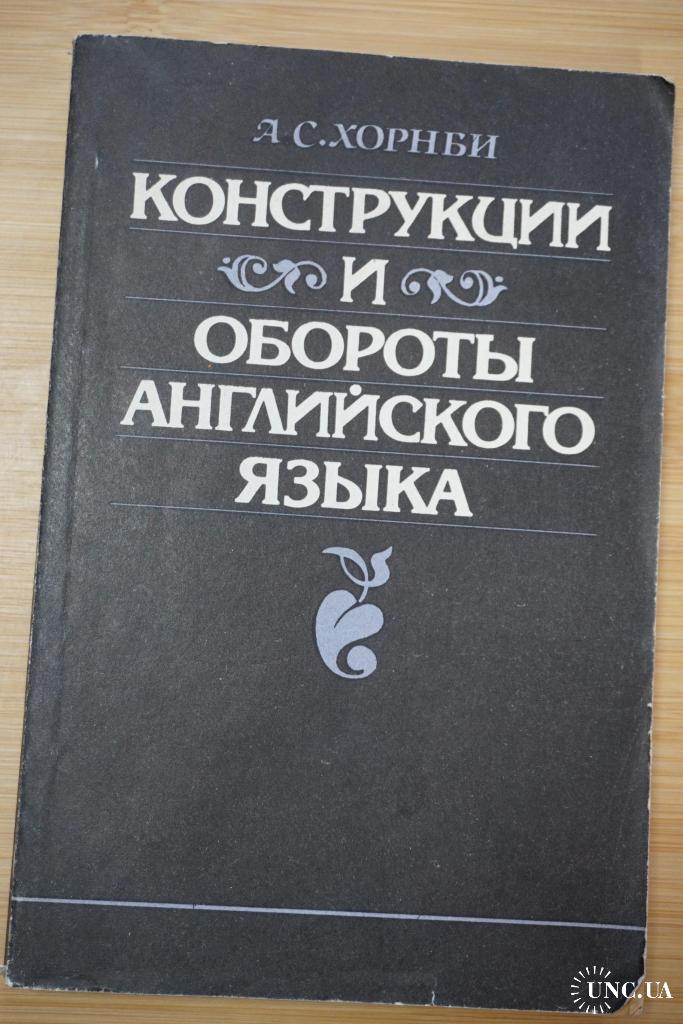 А С. ХОРНБИ
КОНСТРУКЦИИ
И
ОБОРОТЫ
АНГЛИЙСКОГО
ЯЗЫКА
UNC.UA